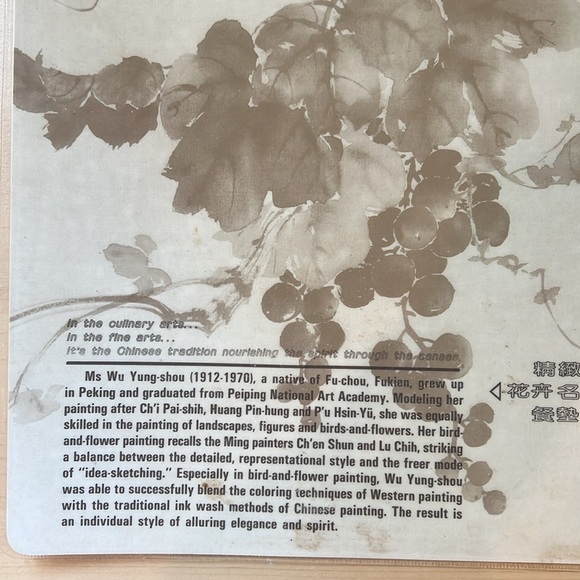 In the culinary arts...
In the fine arts...
It's the Chinese tradition nourishing the spirit through the senses.
Ms Wu Yung-shou (1912-1970), a native of Fu-chou, Fukien, grew up
in Peking and graduated from Peiping National Art Academy. Modeling her
painting after Ch'i Pai-shih, Huang Pin-hung and P'u Hsin-Yü, she was equally
skilled in the painting of landscapes, figures and birds-and-flowers. Her bird-
and-flower painting recalls the Ming painters Ch'en Shun and Lu Chih, striking
a balance between the detailed, representational style and the freer mode
of "idea-sketching." Especially in bird-and-flower painting, Wu Yung-shou
was able to successfully blend the coloring techniques of Western painting
with the traditional ink wash methods of Chinese painting. The result is
an individual style of alluring elegance and spirit.
精緻
花卉名
餐墊